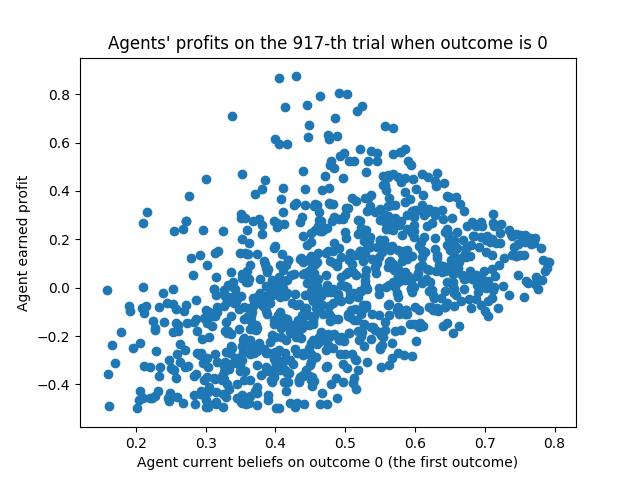 Agents' profits on the 917-th trial when outcome is 0
Agent earned profit
0.8
0.6
0.4
0.2
0.0
−0.2
−0.4
0.2 0.3 0.4 0.5 0.6 0.7 0.8
Agent current beliefs on outcome 0 (the first outcome)